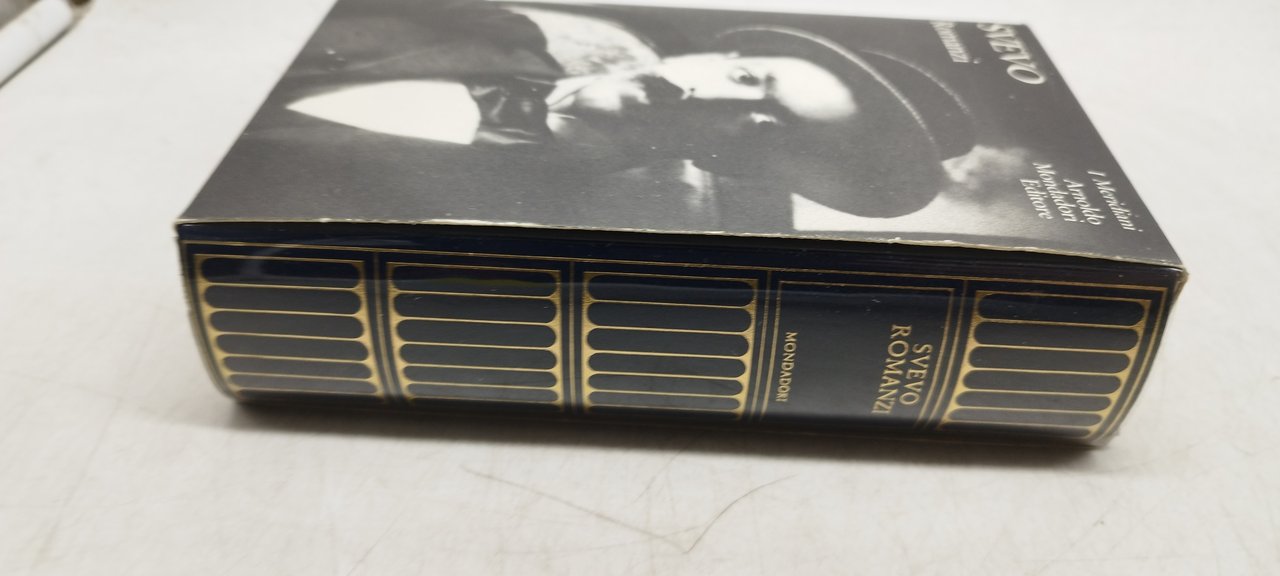 SVEVO
Romanzi
I Meridiani
Arnoldo
Mondadori
Editore
SVEVO
ROMANZI
MONDADORI